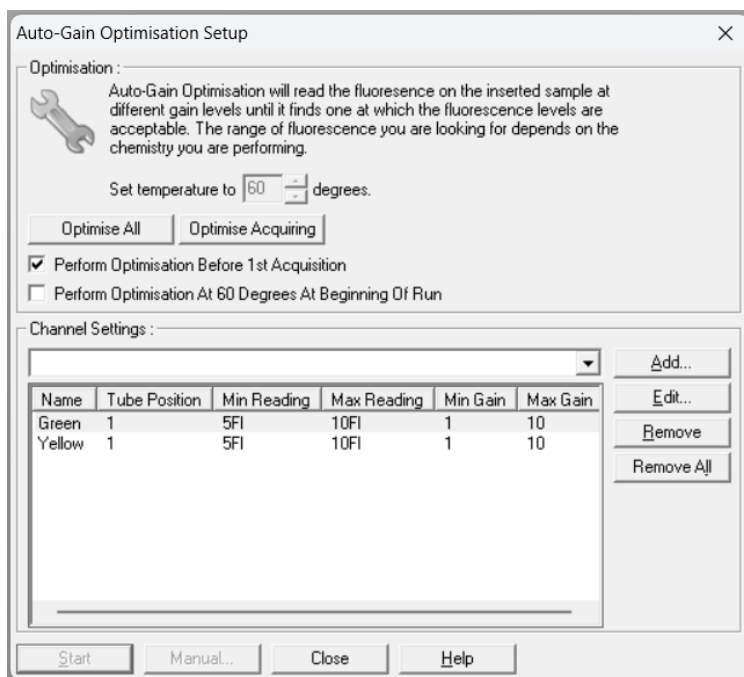 Auto-Gain Optimisation Setup
Optimisation :
Auto-Gain Optimisation will read the fluoresence on the inserted sample at
different gain levels until it finds one at which the fluorescence levels are
acceptable. The range of fluorescence you are looking for depends on the
chemistry you are performing.
Set temperature to 60 degrees.
Optimise All Optimise Acquiring
Perform Optimisation Before 1st Acquisition
Perform Optimisation At 60 Degrees At Beginning Of Run
Channel Settings :
Add...
Name Tube Position Min Reading Max Reading Min Gain Max Gain Edit...
Green 1 5Fl 10Fl 1 10
Yellow 1 5Fl 10Fl 1 10
Remove
Remove All
Start Manual... Close Help